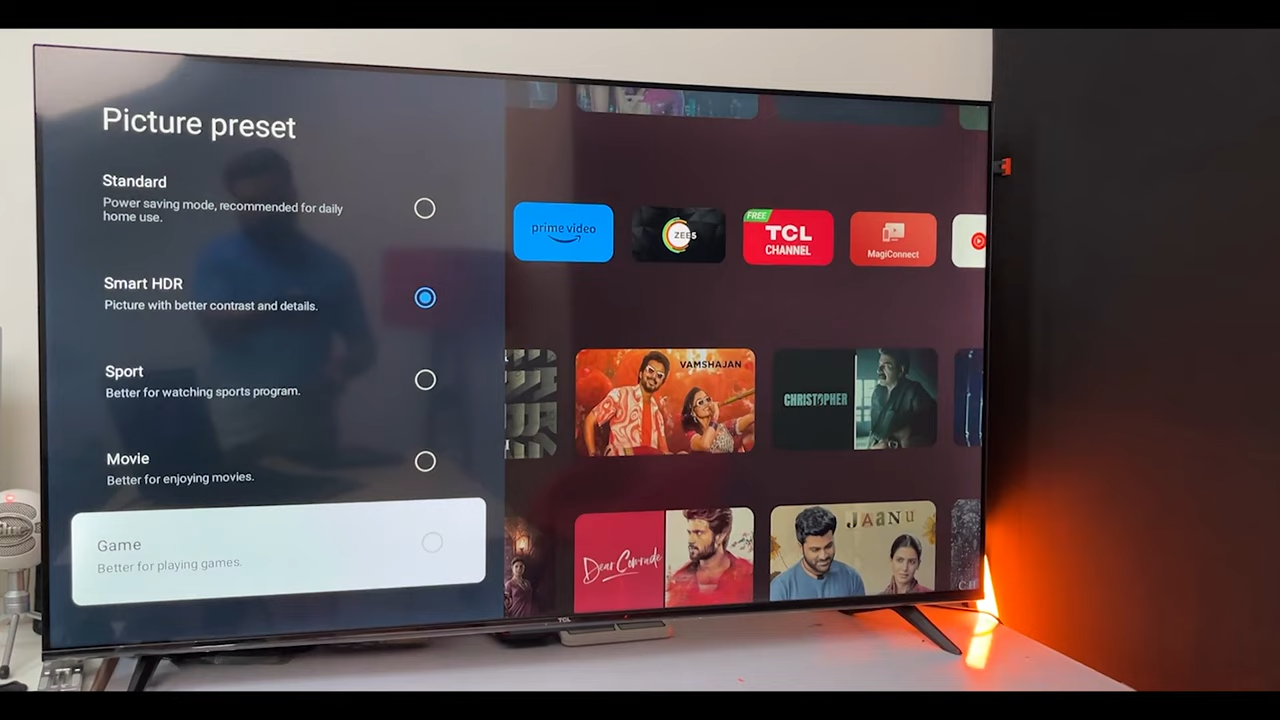 Picture preset
Standard
Power saving mode, recommended for daily
home use.
Smart HDR
Picture with better contrast and details.
Sport
Better for watching sports program.
Movie
Better for enjoying movies.
Game
Better for playing games.
prime video
ZEE5
FREE
TCL
CHANNEL
MagiConnect
VAMSHAJAN
CHRISTOPHER
Dear Comrade
JAANU
TCL